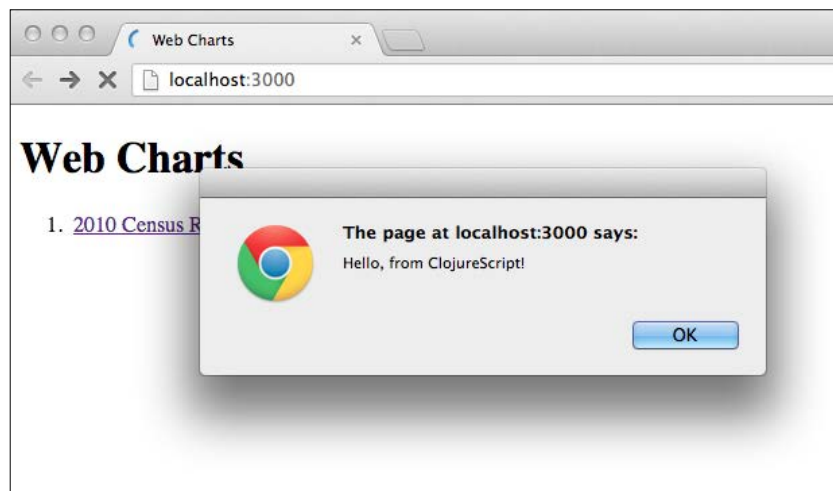 Web Charts
localhost:3000
Web Charts
1. 2010 Census
The page at localhost:3000 says:
Hello, from ClojureScript!
OK